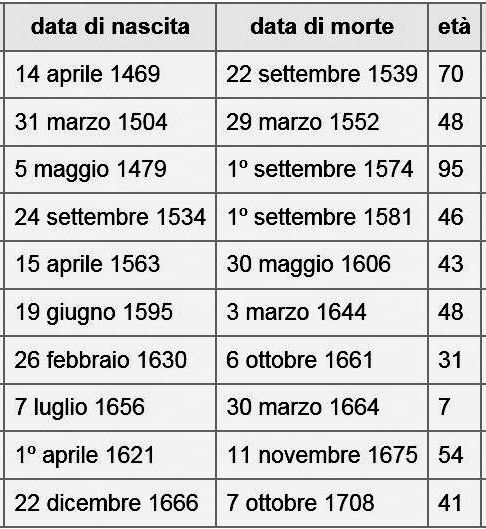 data di nascita data di morte età
14 aprile 1469 22 settembre 1539 70
31 marzo 1504 29 marzo 1552 48
5 maggio 1479 1º settembre 1574 95
24 settembre 1534 1º settembre 1581 46
15 aprile 1563 30 maggio 1606 43
19 giugno 1595 3 marzo 1644 48
26 febbraio 1630 6 ottobre 1661 31
7 luglio 1656 30 marzo 1664 7
1º aprile 1621 11 novembre 1675 54
22 dicembre 1666 7 ottobre 1708 41